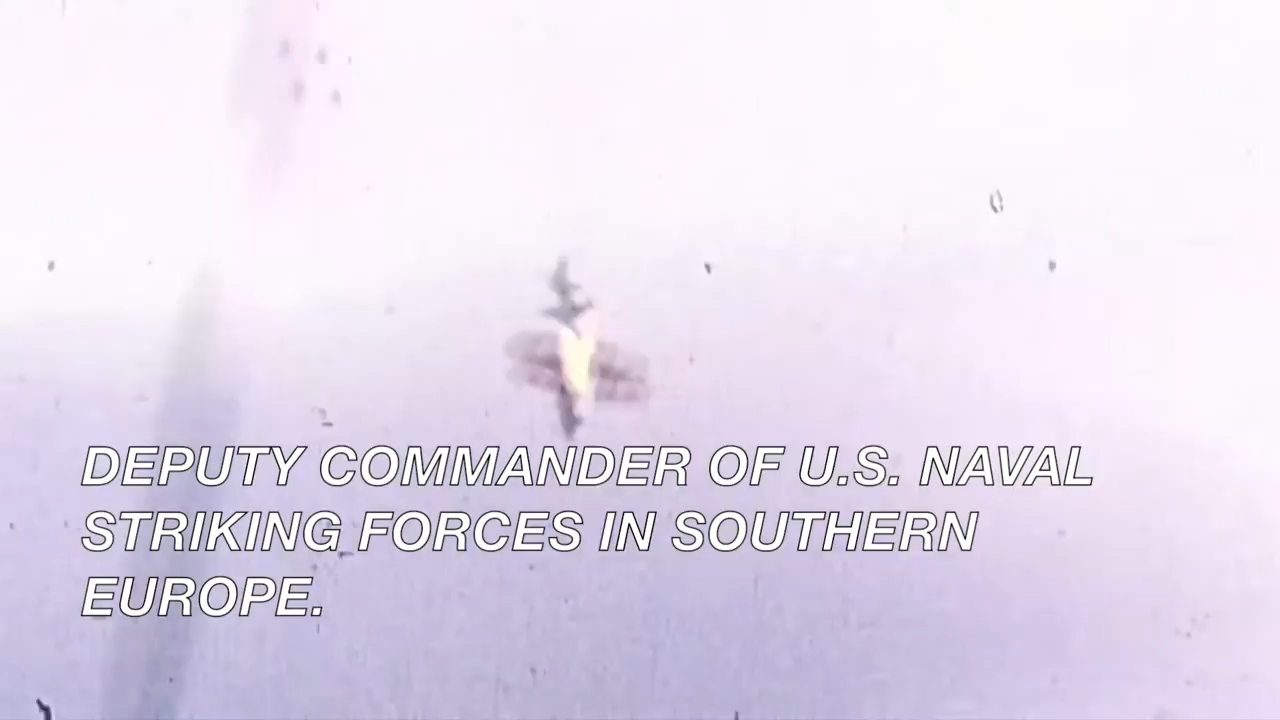 DEPUTY COMMANDER OF U.S. NAVAL
STRIKING FORCES IN SOUTHERN
EUROPE.